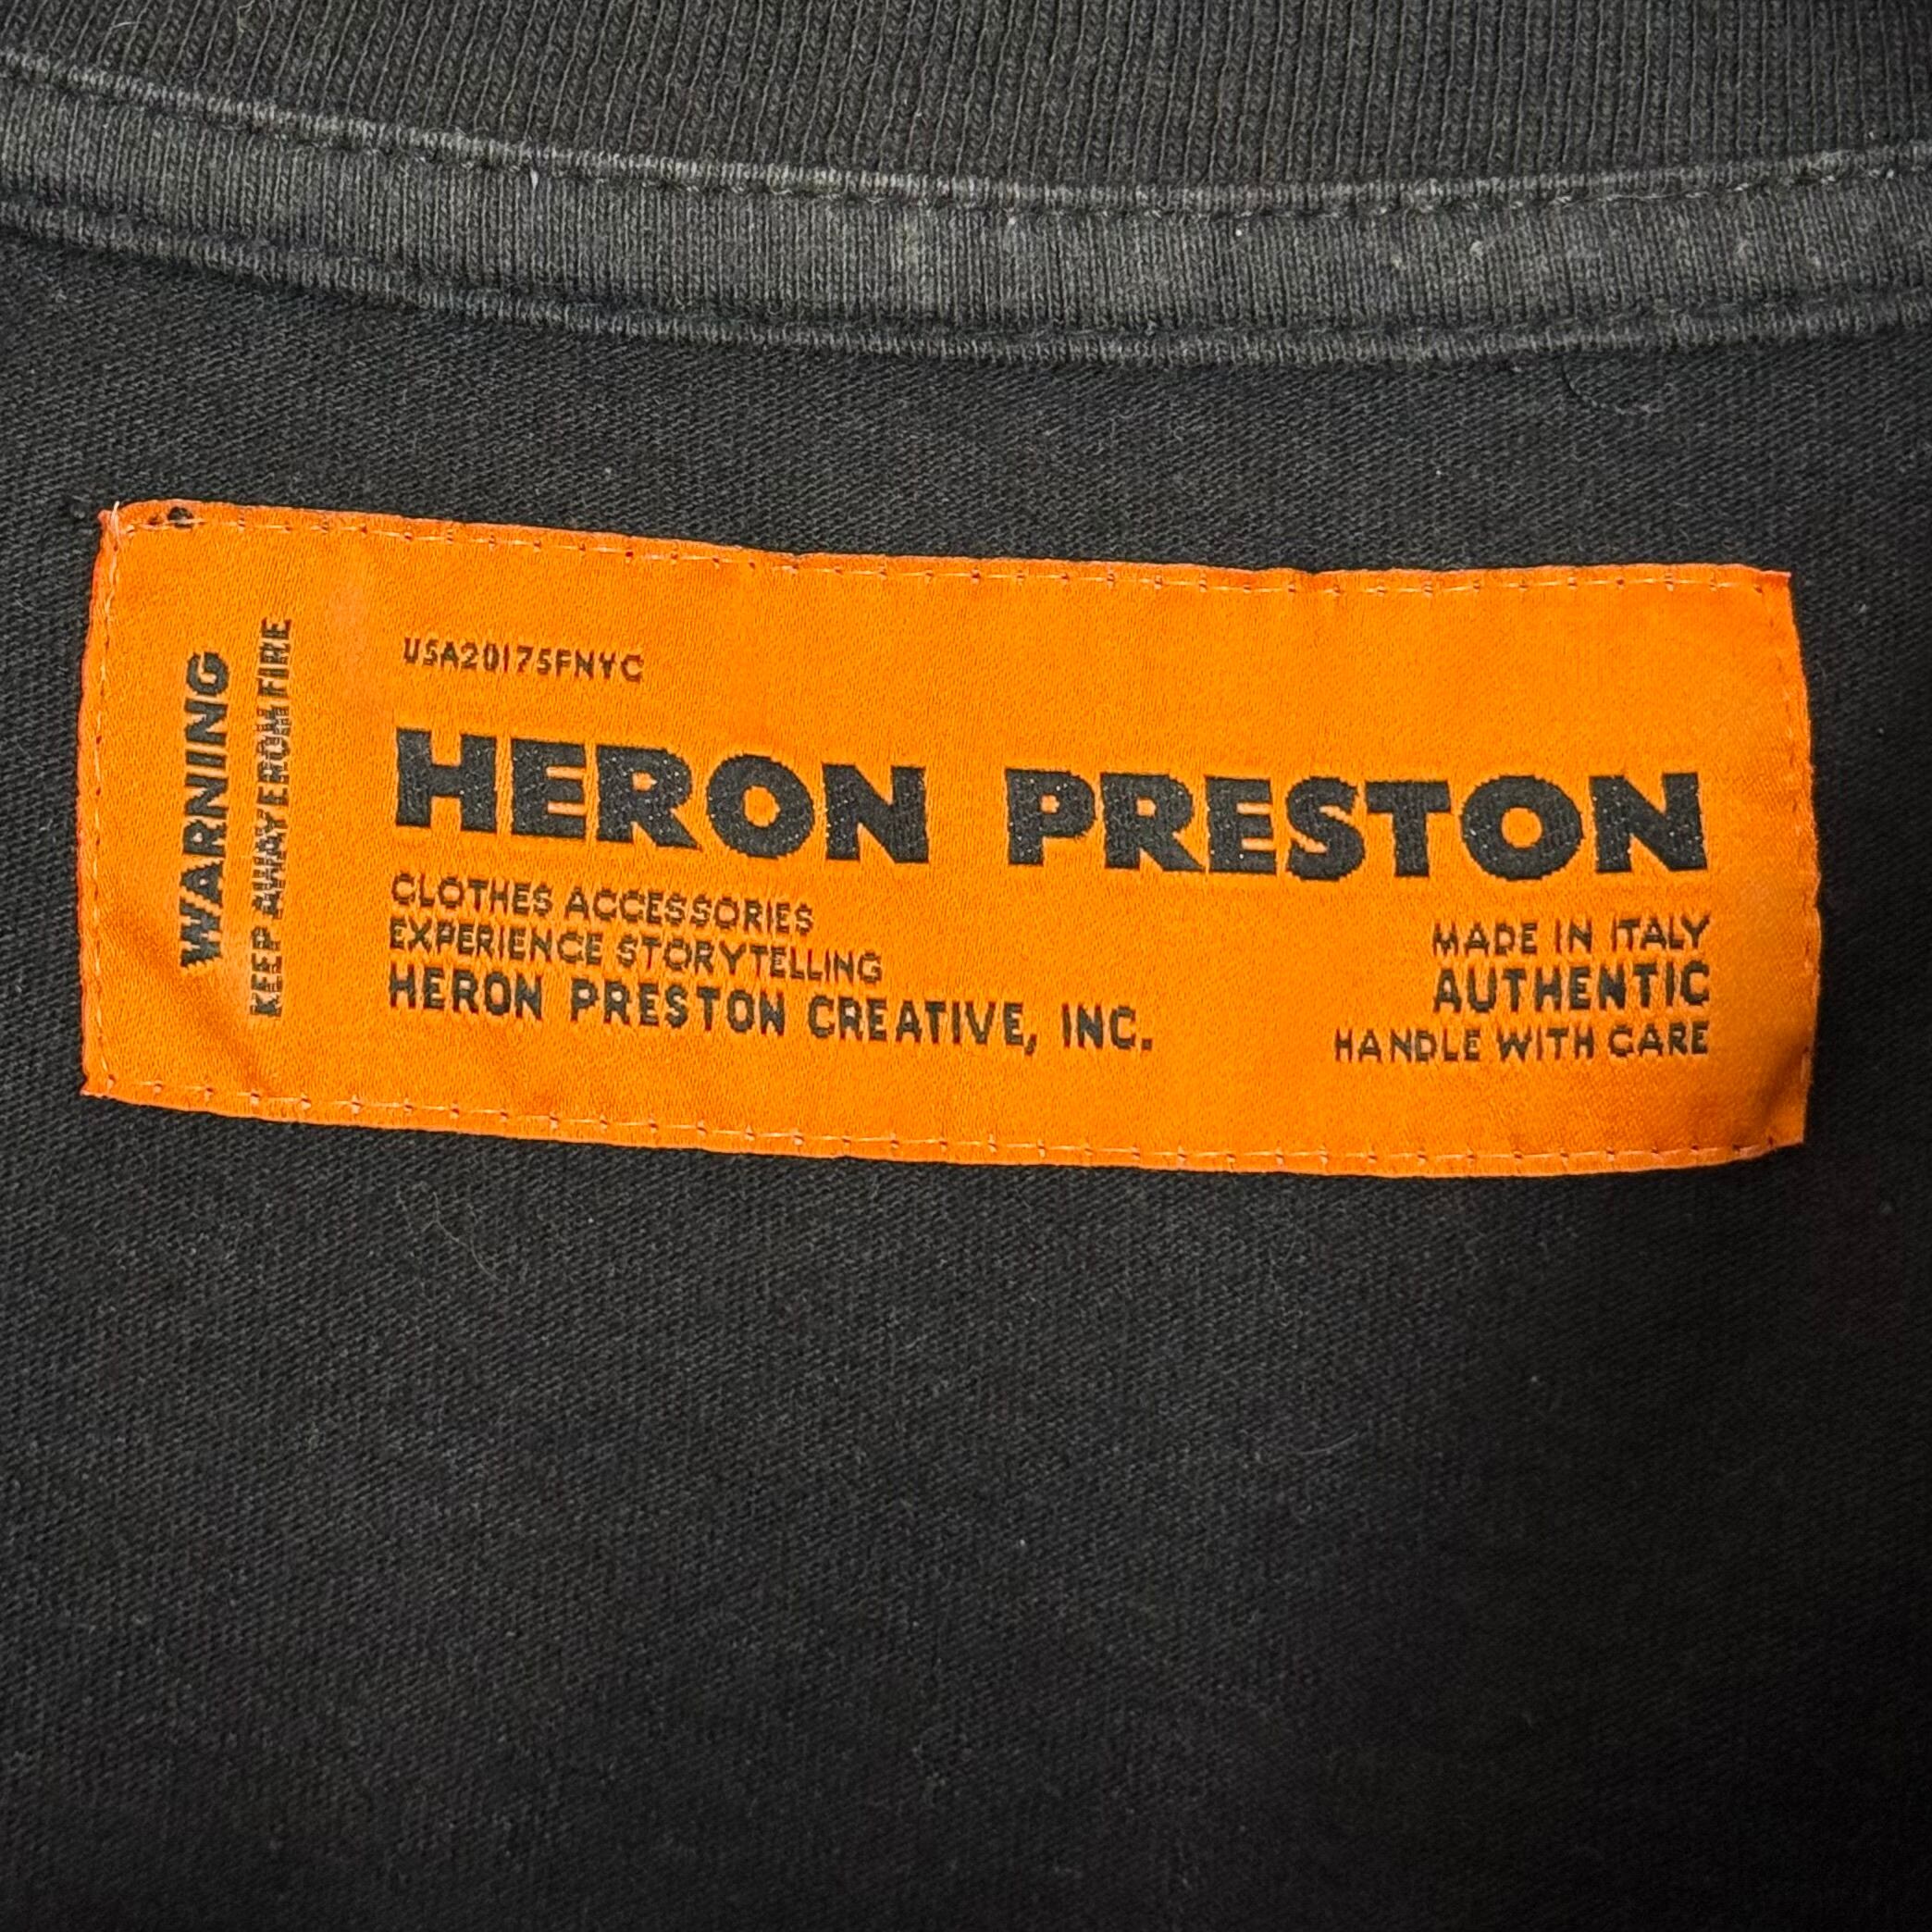 WARNING
KEEP AWAY FROM FIRE
USA20175FNYC
HERON PRESTON
CLOTHES ACCESSORIES
EXPERIENCE STORYTELLING
HERON PRESTON CREATIVE, INC.
MADE IN ITALY
AUTHENTIC
HANDLE WITH CARE